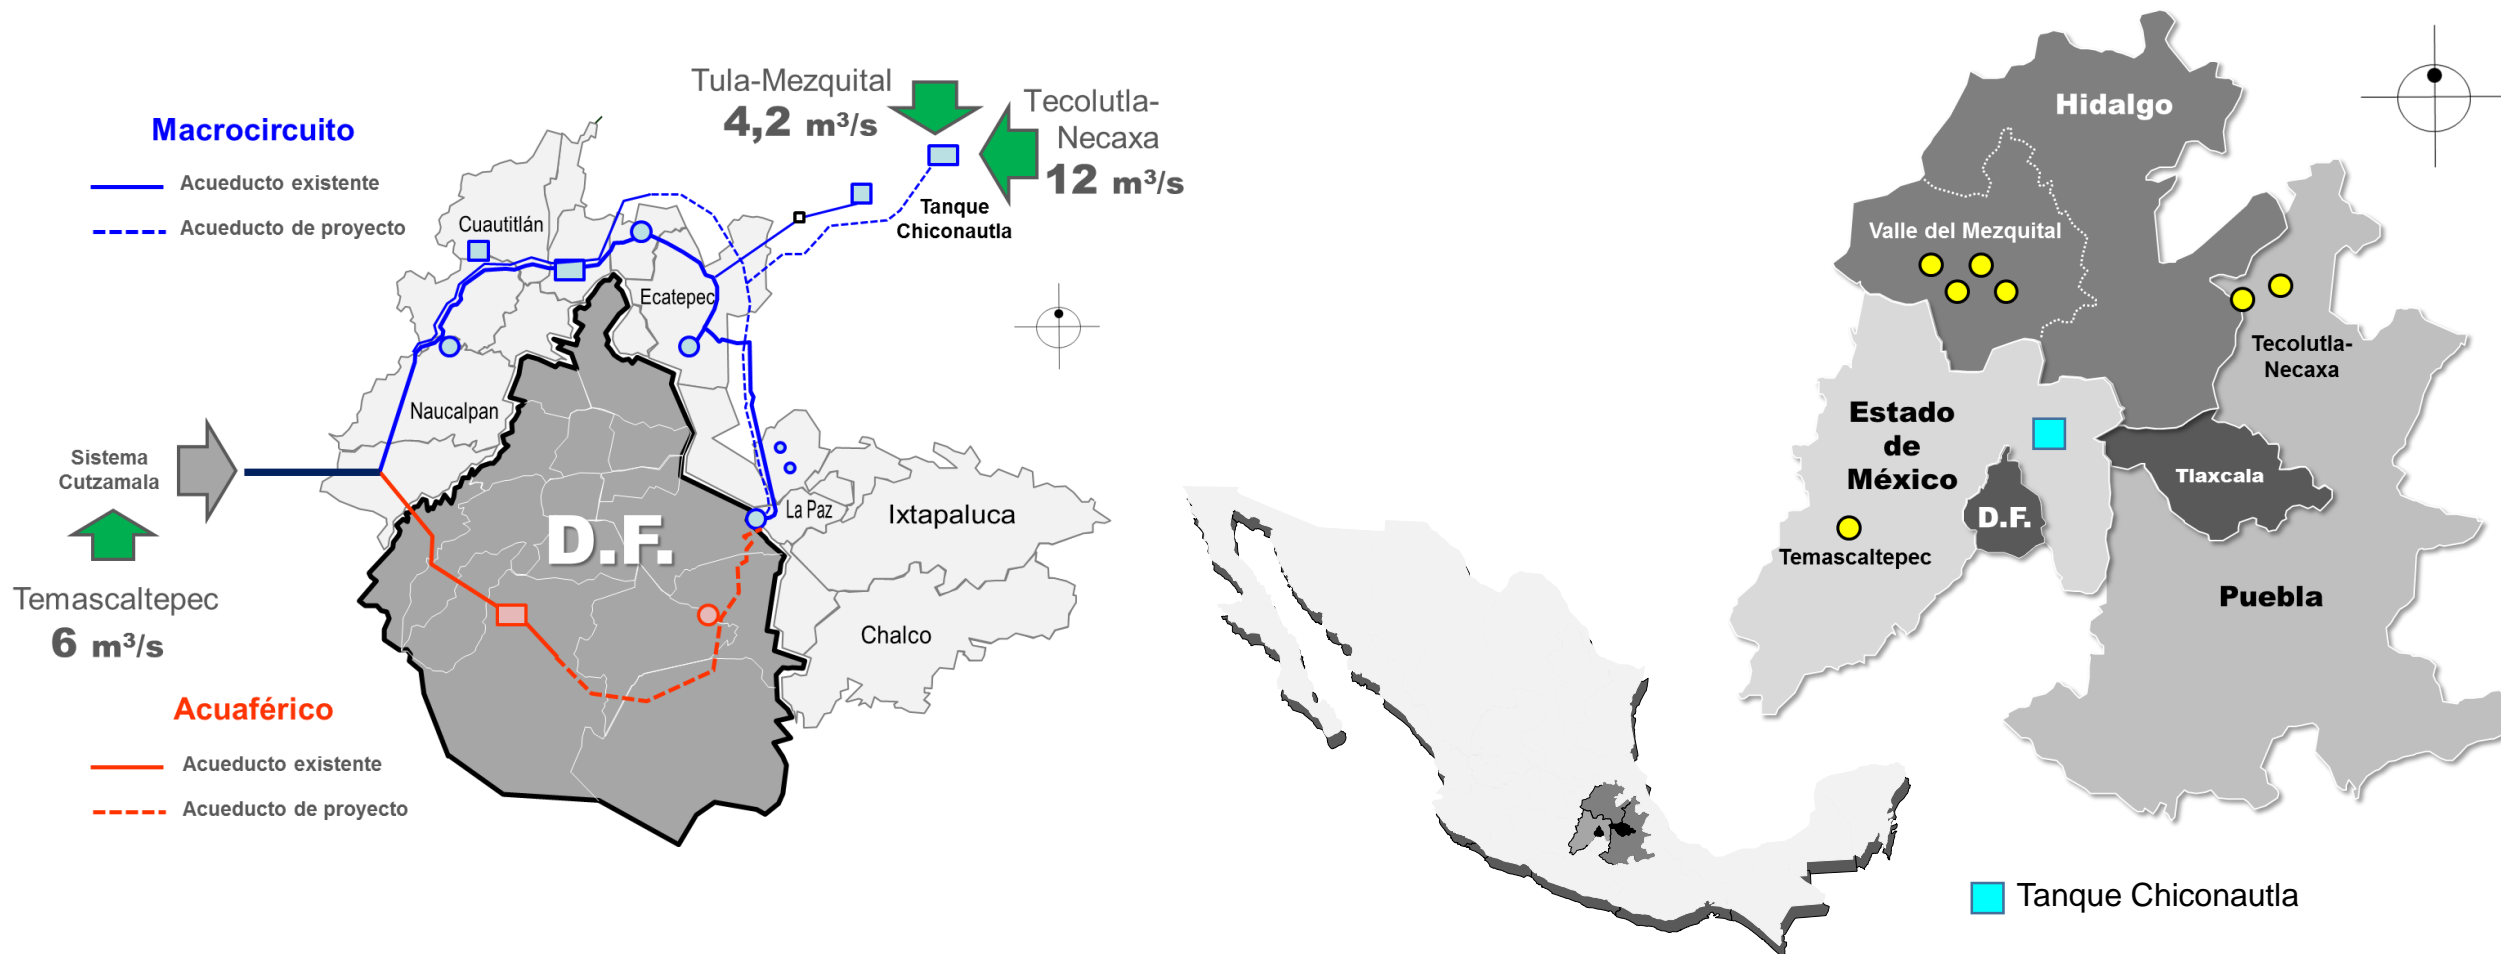 Macrocircuito
Acueducto existente
Acueducto de proyecto
Tula-Mezquital
4,2 m³/s
Tecolutla-
Necaxa
12 m³/s
Tanque
Chiconautla
Cuautitlán
Ecatepec
Naucalpan
Sistema
Cutzamala
Temascaltepec
6 m³/s
D.F.
La Paz
Ixtapaluca
Chalco
Acuaférico
Acueducto existente
Acueducto de proyecto
Hidalgo
Valle del Mezquital
Tecolutla-
Necaxa
Estado
de
México
Tlaxcala
D.F.
Temascaltepec
Puebla
Tanque Chiconautla